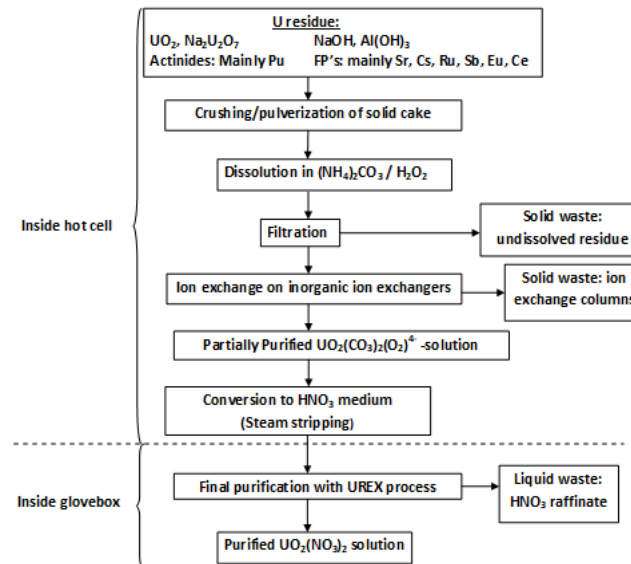 U residue:
UO₂, Na₂U₂O₇ NaOH, Al(OH)₃
Actinides: Mainly Pu FP's: mainly Sr, Cs, Ru, Sb, Eu, Ce
Crushing/pulverization of solid cake
Dissolution in (NH₄)₂CO₃ / H₂O₂
Inside hot cell
Filtration
Solid waste:
undissolved residue
Ion exchange on inorganic ion exchangers
Solid waste: ion
exchange columns
Partially Purified UO₂(CO₃)₂(O₂)⁴⁻ -solution
Conversion to HNO₃ medium
(Steam stripping)
Inside glovebox
Final purification with UREX process
Liquid waste:
HNO₃ raffinate
Purified UO₂(NO₃)₂ solution